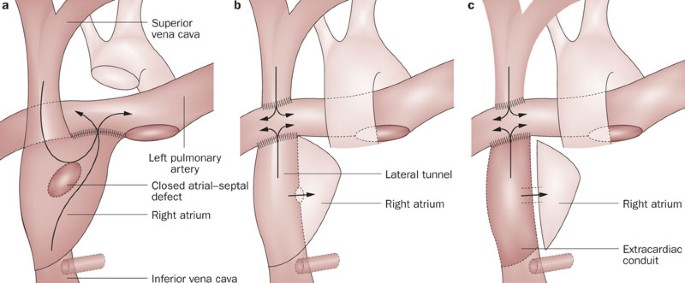 a
Superior
vena cava
Left pulmonary
artery
Closed atrial–septal
defect
Right atrium
Inferior vena cava
b
Lateral tunnel
Right atrium
c
Right atrium
Extracardiac
conduit